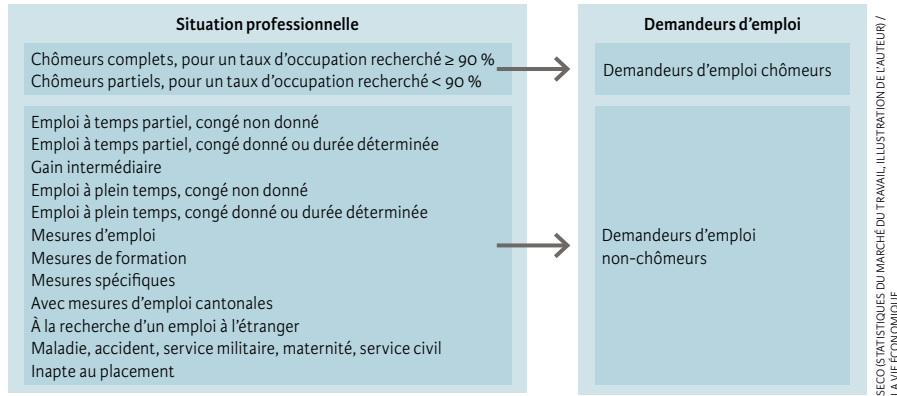 Situation professionnelle
Chômeurs complets, pour un taux d’occupation recherché ≥ 90 %
Chômeurs partiels, pour un taux d’occupation recherché < 90 %
Emploi à temps partiel, congé non donné
Emploi à temps partiel, congé donné ou durée déterminée
Gain intermédiaire
Emploi à plein temps, congé non donné
Emploi à plein temps, congé donné ou durée déterminée
Mesures d’emploi
Mesures de formation
Mesures spécifiques
Avec mesures d’emploi cantonales
À la recherche d’un emploi à l’étranger
Maladie, accident, service militaire, maternité, service civil
Inapte au placement
Demandeurs d’emploi
Demandeurs d’emploi chômeurs
Demandeurs d’emploi
non-chômeurs
SECO (STATISTIQUES DU MARCHÉ DU TRAVAIL, ILLUSTRATION DE L’AUTEUR) /
LA VIE ÉCONOMIQUE